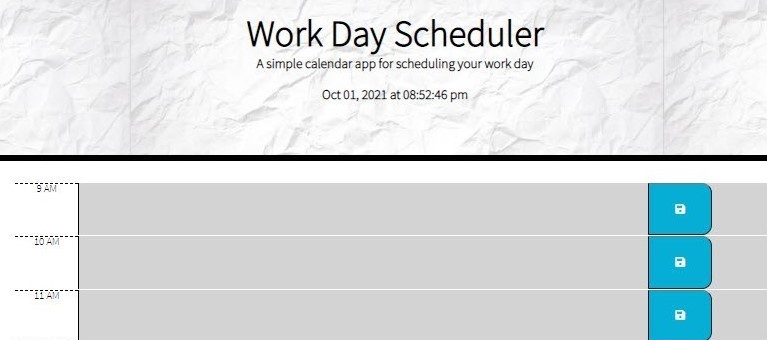 Work Day Scheduler
A simple calendar app for scheduling your work day
Oct 01, 2021 at 08:52:46 pm
9 AM
10 AM
11 AM